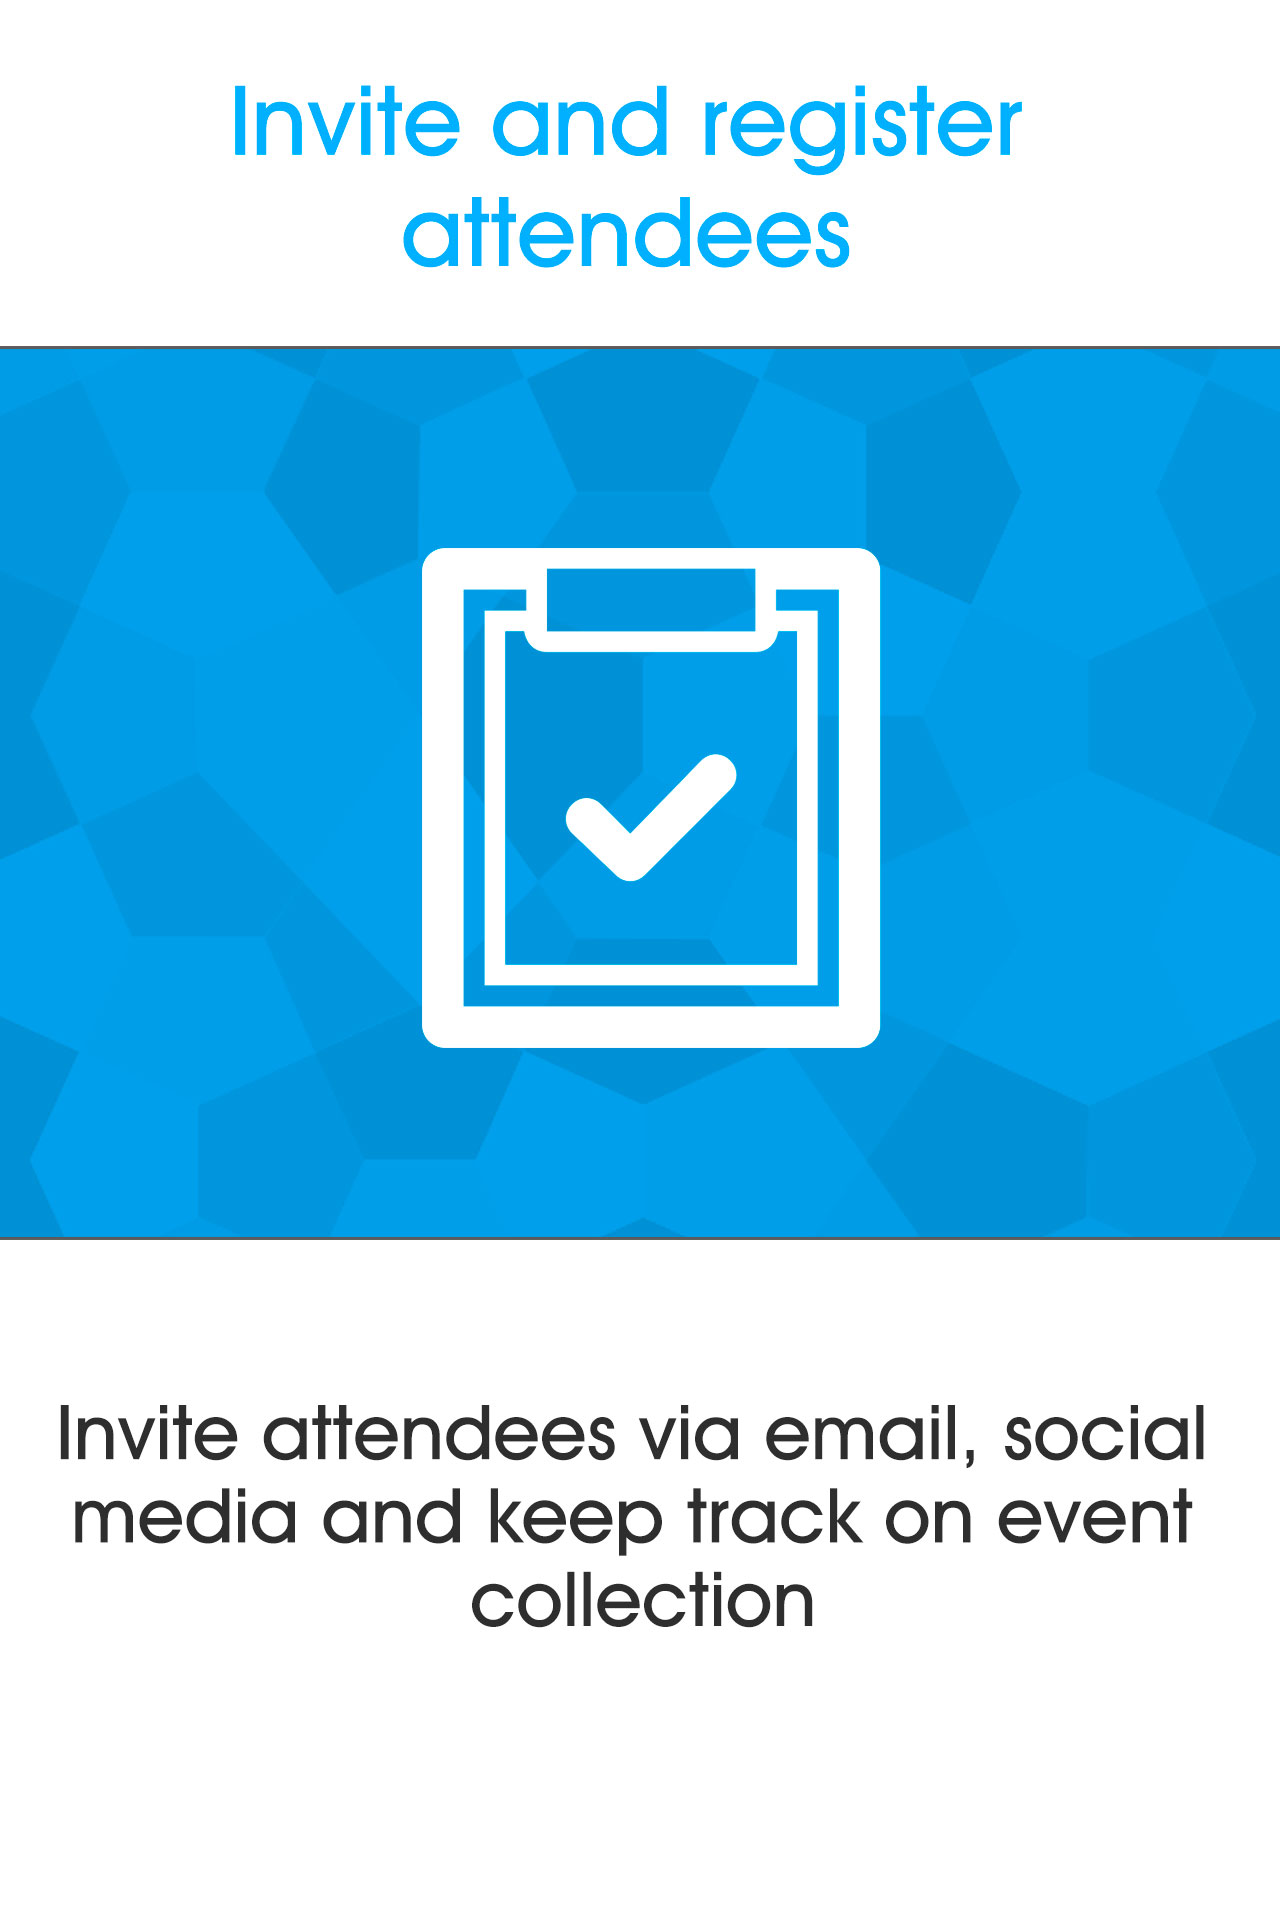 Invite and register
attendees
Invite attendees via email, social
media and keep track on event
collection